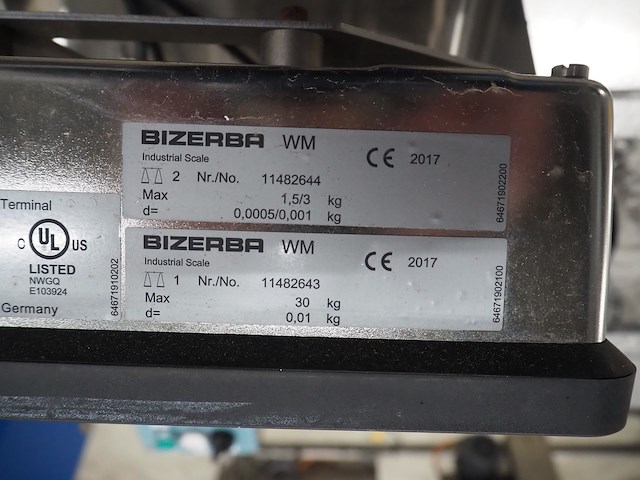 BIZERBA WM
Industrial Scale
CE 2017
2 Nr./No. 11482644
Max 1,5/3 kg
d= 0,0005/0,001 kg
64671902200
BIZERBA WM
Industrial Scale
CE 2017
1 Nr./No. 11482643
Max 30 kg
d= 0,01 kg
64671902100
Terminal
C UL US
LISTED
NWGQ
E103924
Germany
64671910202